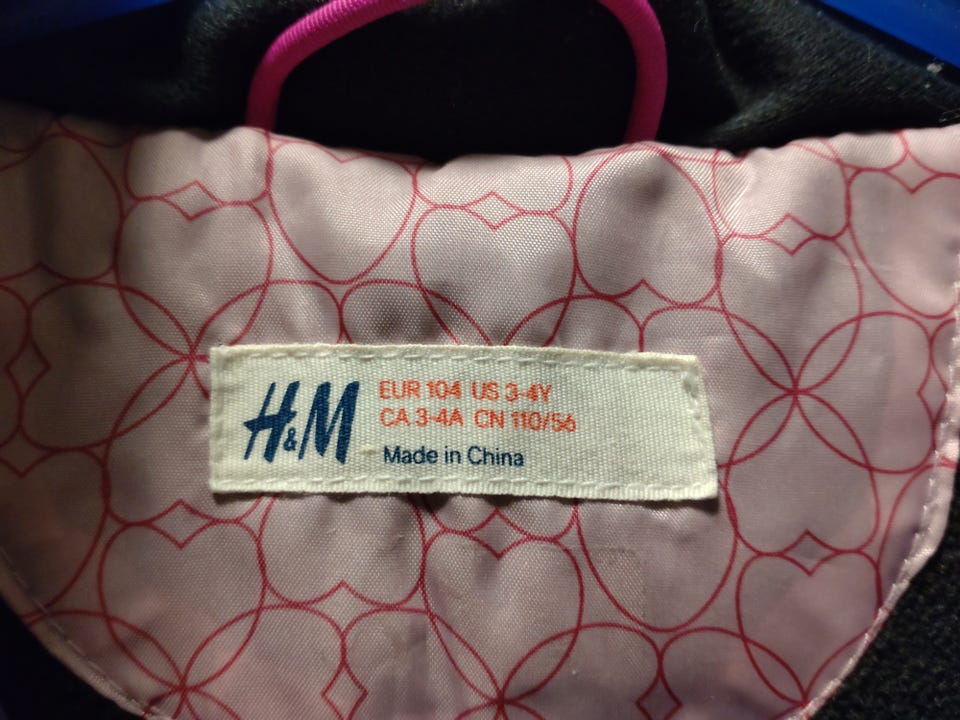 H&M
EUR 104 US 3-4Y
CA 3-4A CN 110/56
Made in China